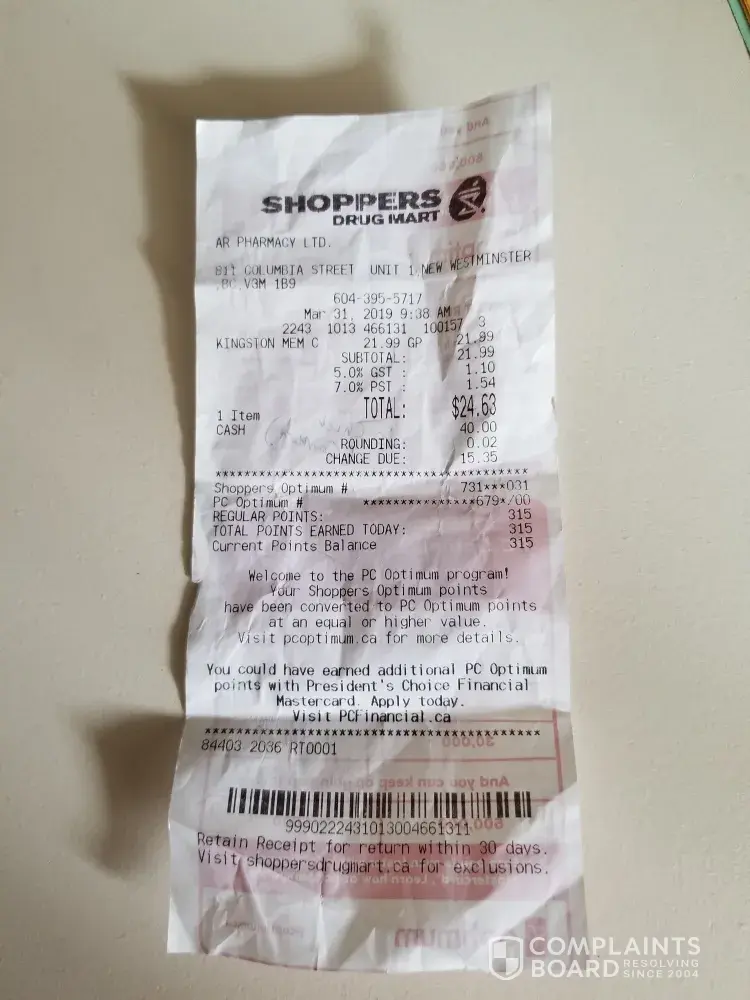 SHOPPERS
DRUG MART
AR PHARMACY LTD.
811 COLUMBIA STREET UNIT 1,NEW WESTMINSTER
,BC,V3M 1B9
604-395-5717
Mar 31, 2019 9:38 AM
2243 1013 466131 100157 3
KINGSTON MEM C 21.99 GP 21.99
SUBTOTAL: 21.99
5.0% GST : 1.10
7.0% PST : 1.54
TOTAL: $24.63
1 Item
CASH 40.00
ROUNDING: 0.02
CHANGE DUE: 15.35
****************************************
Shoppers Optimum # 731***031
PC Optimum # **************679*/00
REGULAR POINTS: 315
TOTAL POINTS EARNED TODAY: 315
Current Points Balance 315
Welcome to the PC Optimum program!
Your Shoppers Optimum points
have been converted to PC Optimum points
at an equal or higher value.
Visit pcoptimum.ca for more details.
You could have earned additional PC Optimum
points with President's Choice Financial
Mastercard. Apply today.
Visit PCFinancial.ca
****************************************
84403 2036 RT0001
9990222431013004661311
Retain Receipt for return within 30 days.
Visit shoppersdrugmart.ca for exclusions.
COMPLAINTS
BOARD RESOLVING
SINCE 2004